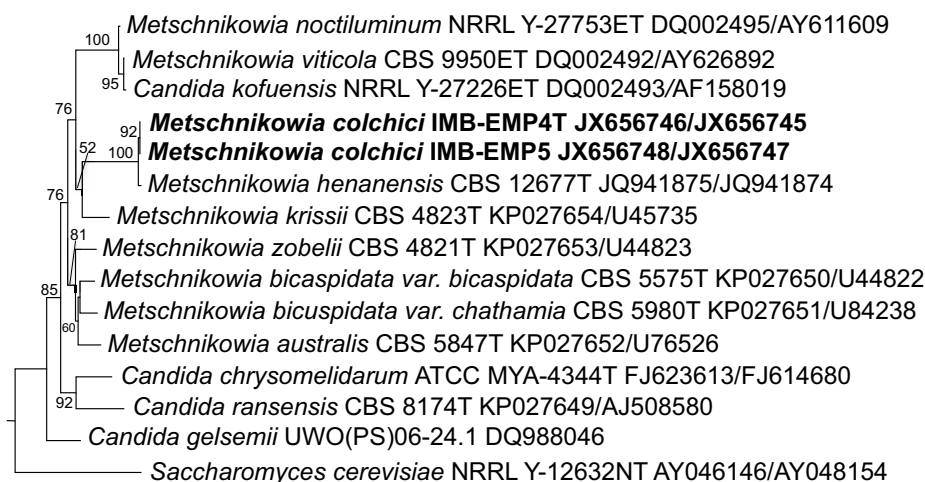 Metschnikowia noctiluminum NRRL Y-27753ET DQ002495/AY611609
100
Metschnikowia viticola CBS 9950ET DQ002492/AY626892
95
Candida kofuensis NRRL Y-27226ET DQ002493/AF158019
76
Metschnikowia colchici IMB-EMP4T JX656746/JX656745
92
52
100
Metschnikowia colchici IMB-EMP5 JX656748/JX656747
Metschnikowia henanensis CBS 12677T JQ941875/JQ941874
76
Metschnikowia krissii CBS 4823T KP027654/U45735
81
Metschnikowia zobelii CBS 4821T KP027653/U44823
Metschnikowia bicaspidata var. bicaspidata CBS 5575T KP027650/U44822
85
Metschnikowia bicuspidata var. chathamia CBS 5980T KP027651/U84238
60
Metschnikowia australis CBS 5847T KP027652/U76526
Candida chrysomelidarum ATCC MYA-4344T FJ623613/FJ614680
92
Candida ransensis CBS 8174T KP027649/AJ508580
Candida gelsemii UWO(PS)06-24.1 DQ988046
Saccharomyces cerevisiae NRRL Y-12632NT AY046146/AY048154